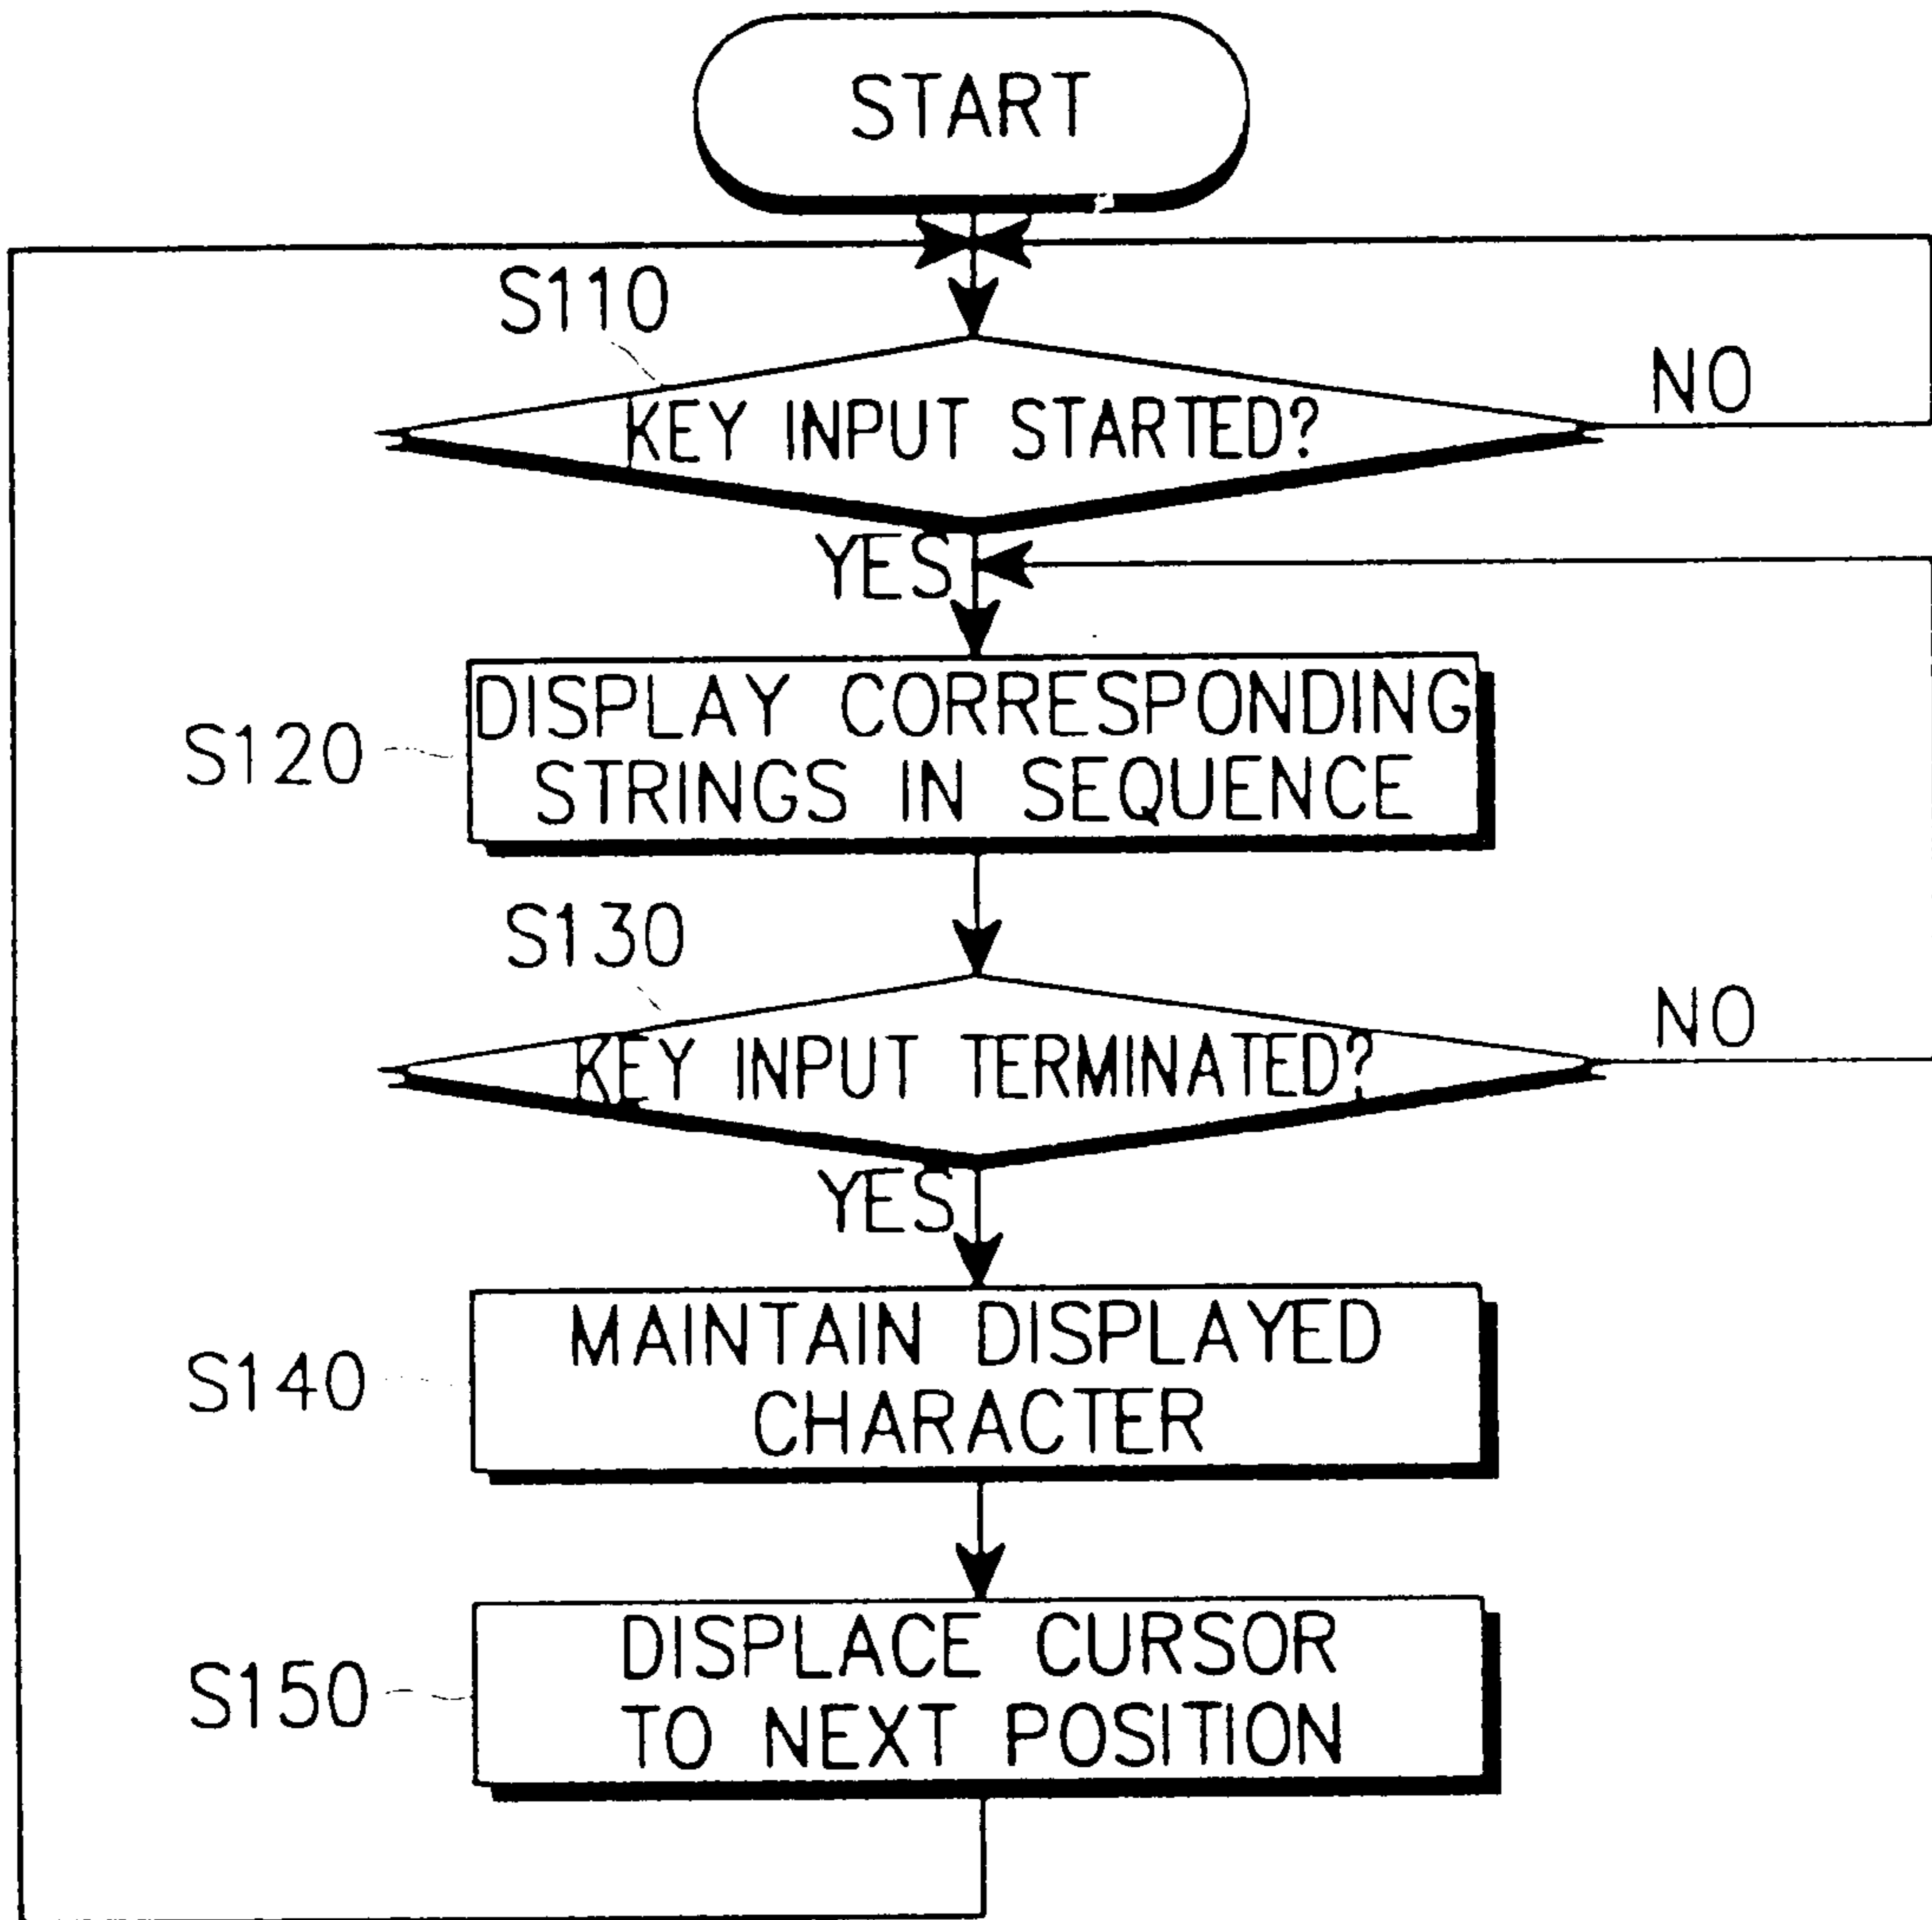 START
S110
KEY INPUT STARTED?
NO
YES
DISPLAY CORRESPONDING
STRINGS IN SEQUENCE
S120
S130
KEY INPUT TERMINATED?
NO
YES
MAINTAIN DISPLAYED
CHARACTER
S140
DISPLACE CURSOR
TO NEXT POSITION
S150